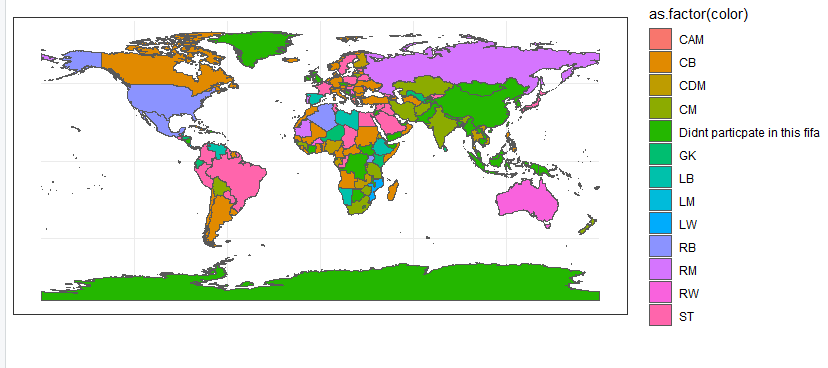 as.factor(color)
CAM
CB
CDM
CM
Didnt particpate in this fifa
GK
LB
LM
LW
RB
RM
RW
ST